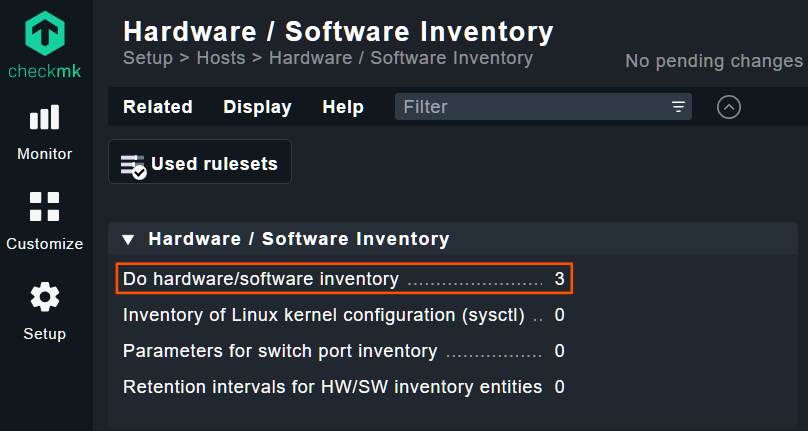 checkmk
Monitor
Customize
Setup
Hardware / Software Inventory
Setup > Hosts > Hardware / Software Inventory
No pending changes
Related Display Help Filter
Used rulesets
Hardware / Software Inventory
Do hardware/software inventory ........................ 3
Inventory of Linux kernel configuration (sysctl) .. 0
Parameters for switch port inventory ................. 0
Retention intervals for HW/SW inventory entities 0